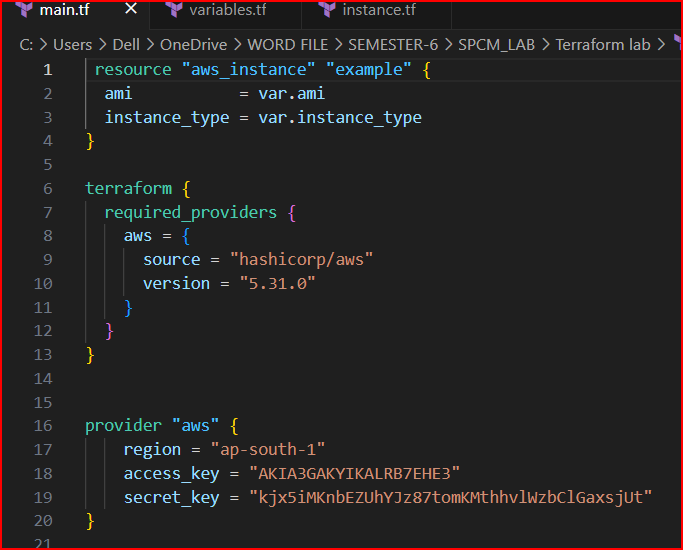 main.tf × variables.tf instance.tf
C: > Users > Dell > OneDrive > WORD FILE > SEMESTER-6 > SPCM_LAB > Terraform lab >
1 resource "aws_instance" "example" {
2 ami = var.ami
3 instance_type = var.instance_type
4 }
5
6 terraform {
7 required_providers {
8 aws = {
9 source = "hashicorp/aws"
10 version = "5.31.0"
11 }
12 }
13 }
14
15
16 provider "aws" {
17 region = "ap-south-1"
18 access_key = "AKIA3GAKYIKALRB7EHE3"
19 secret_key = "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"
20 }
21